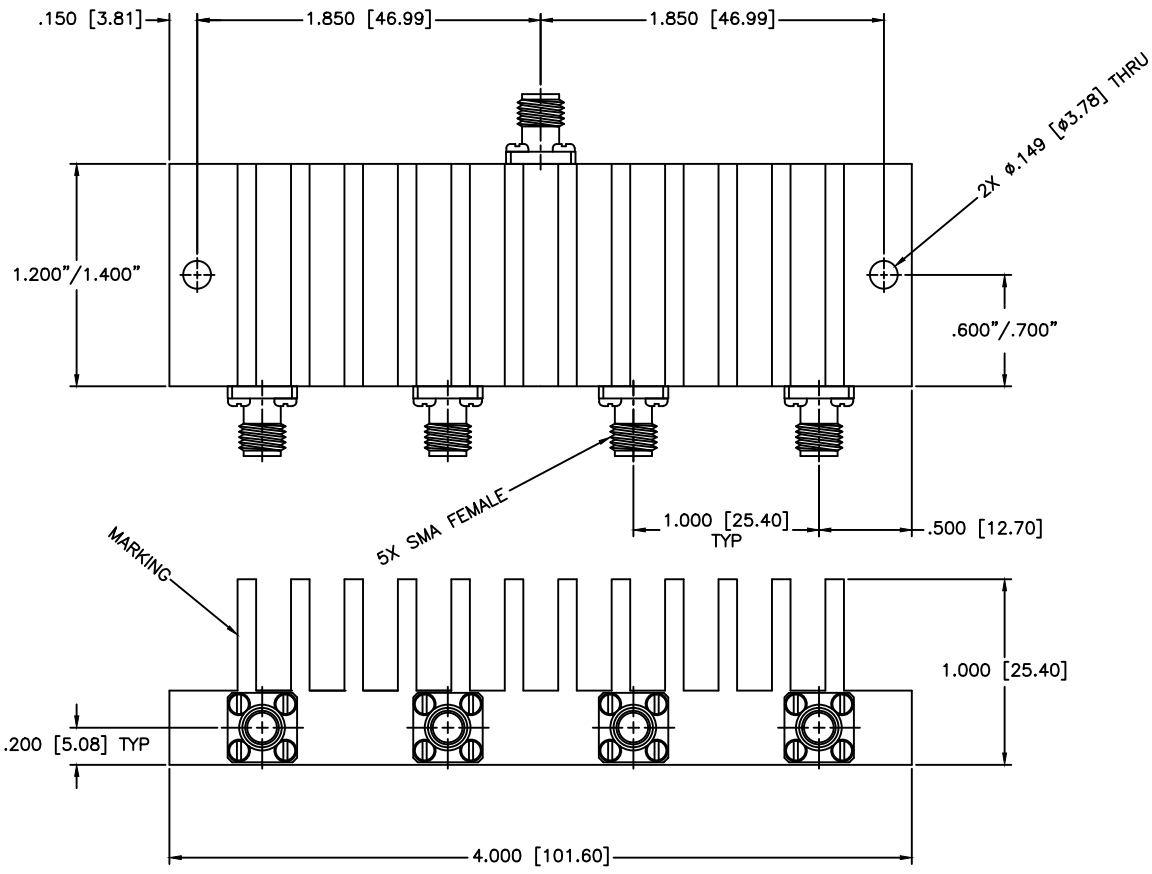 .150 [3.81]
1.850 [46.99]
1.850 [46.99]
2X ø.149 [ø3.78] THRU
1.200”/1.400”
.600”/.700”
5X SMA FEMALE
1.000 [25.40]
TYP
.500 [12.70]
MARKING
1.000 [25.40]
.200 [5.08] TYP
4.000 [101.60]